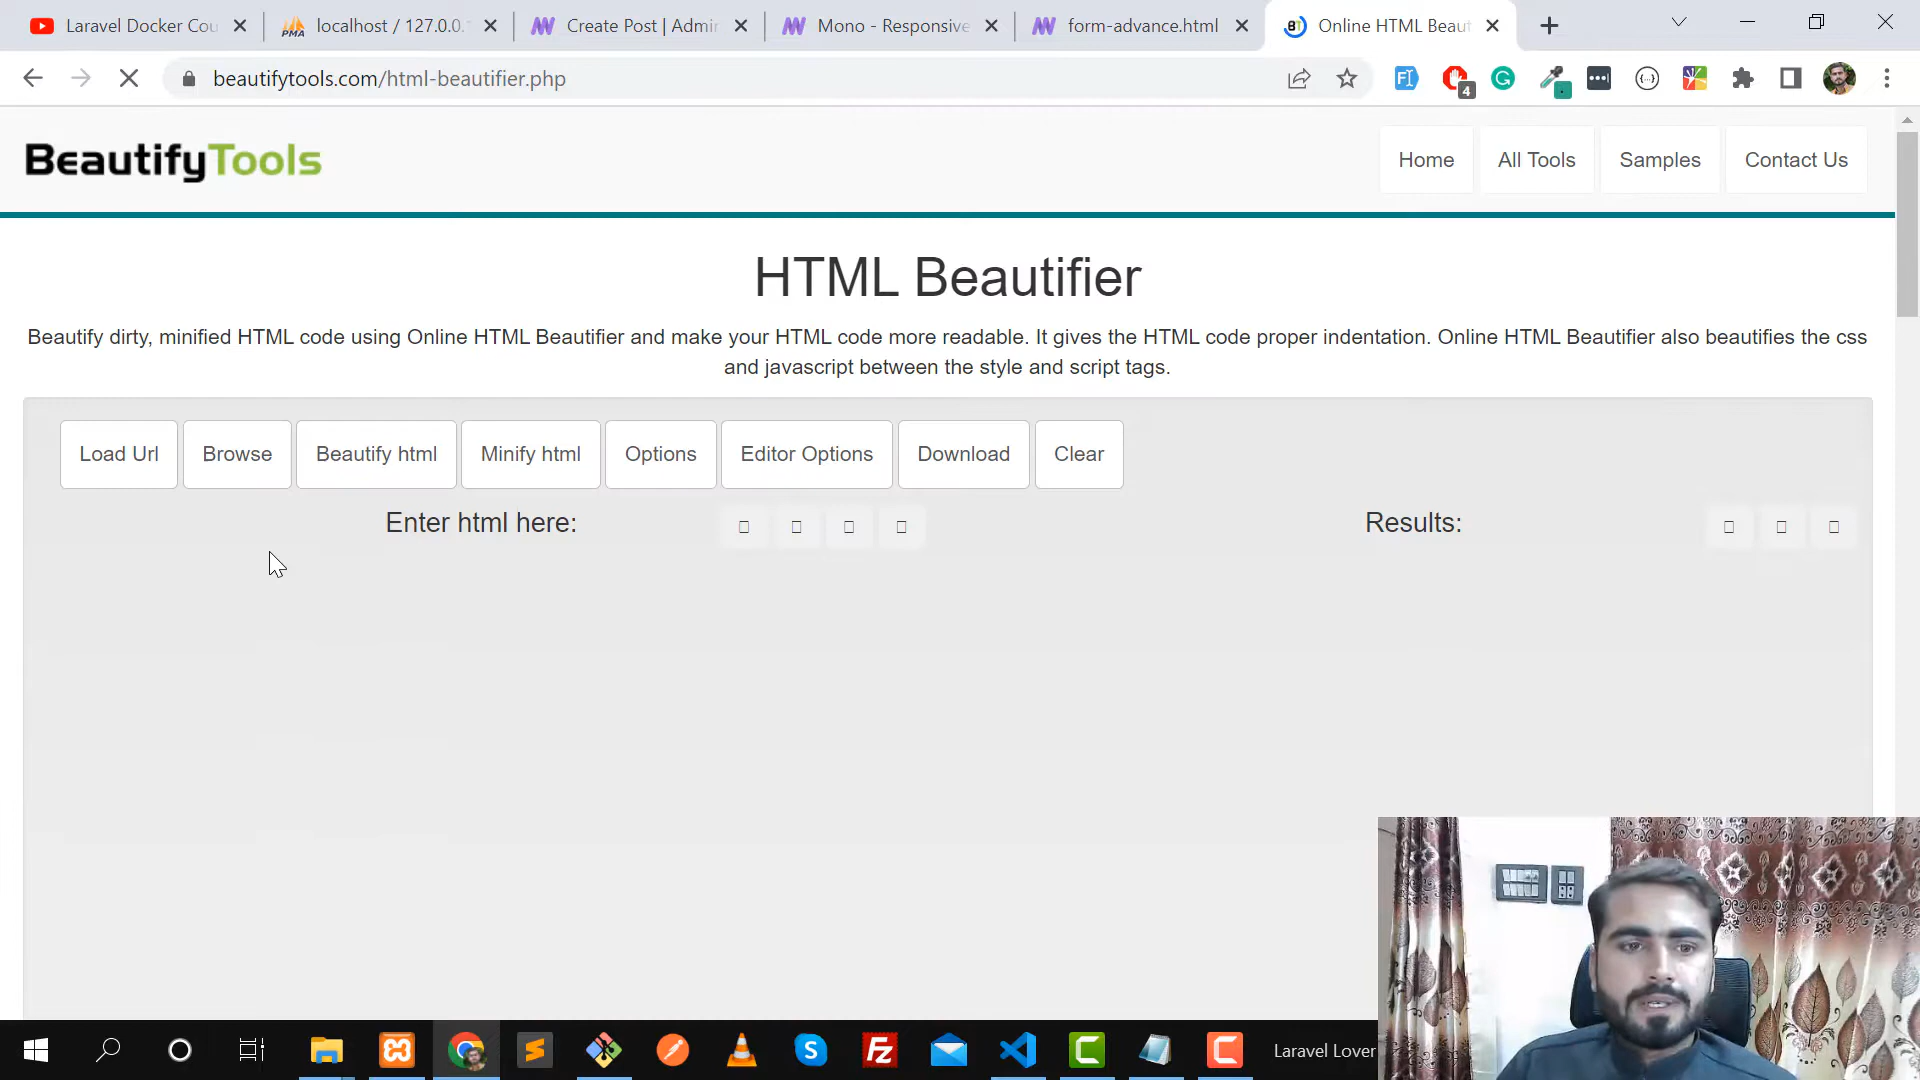 Laravel Docker Cou
localhost / 127.0.0.
Create Post | Admir
Mono - Responsive
form-advance.html
Online HTML Beaut
beautifytools.com/html-beautifier.php
4
BeautifyTools
Home
All Tools
Samples
Contact Us
HTML Beautifier
Beautify dirty, minified HTML code using Online HTML Beautifier and make your HTML code more readable. It gives the HTML code proper indentation. Online HTML Beautifier also beautifies the css
and javascript between the style and script tags.
Load Url
Browse
Beautify html
Minify html
Options
Editor Options
Download
Clear
Enter html here:
Results:
Laravel Lover